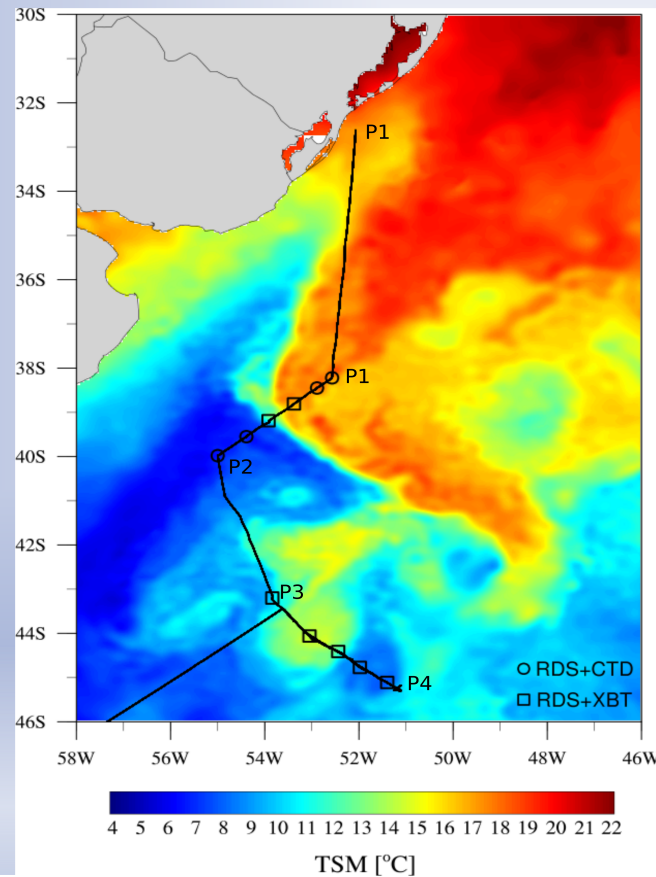 30S
32S
P1
34S
36S
38S
P1
40S
P2
42S
P3
44S
P4
RDS+CTD
RDS+XBT
46S
58W 56W 54W 52W 50W 48W 46W
4 5 6 7 8 9 10 11 12 13 14 15 16 17 18 19 20 21 22
TSM [°C]